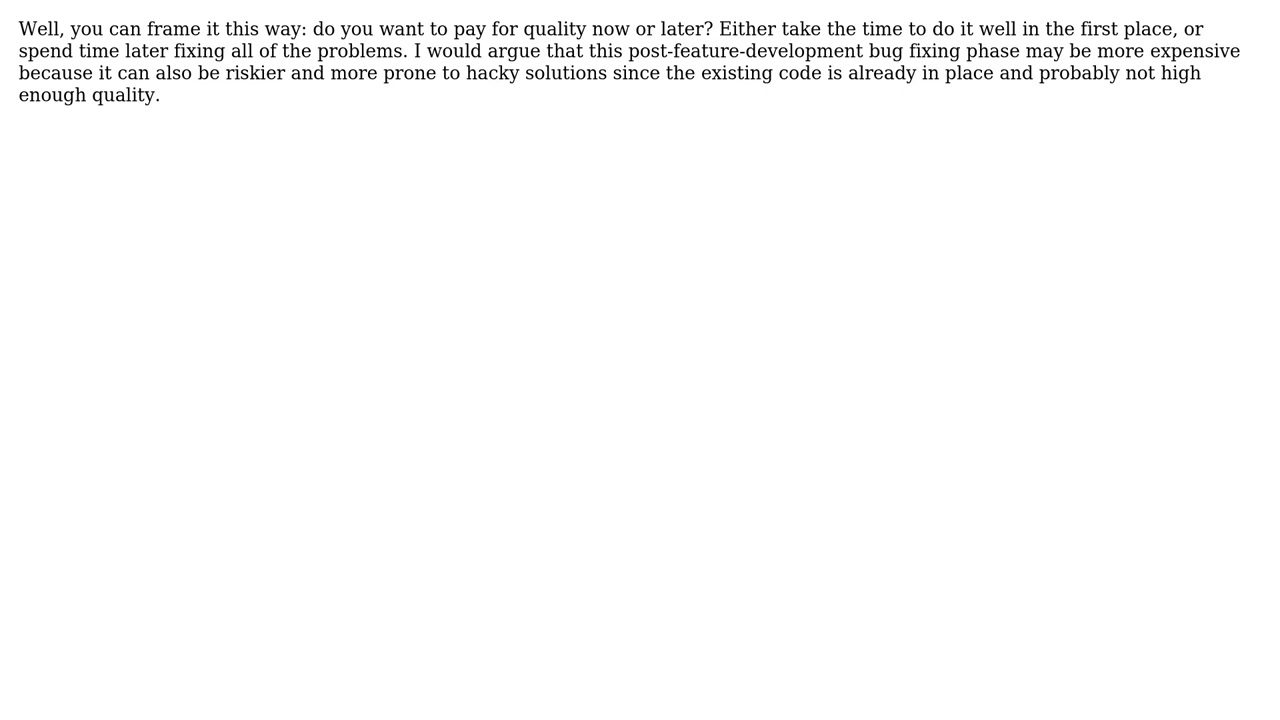 Well, you can frame it this way: do you want to pay for quality now or later? Either take the time to do it well in the first place, or
spend time later fixing all of the problems. I would argue that this post-feature-development bug fixing phase may be more expensive
because it can also be riskier and more prone to hacky solutions since the existing code is already in place and probably not high
enough quality.